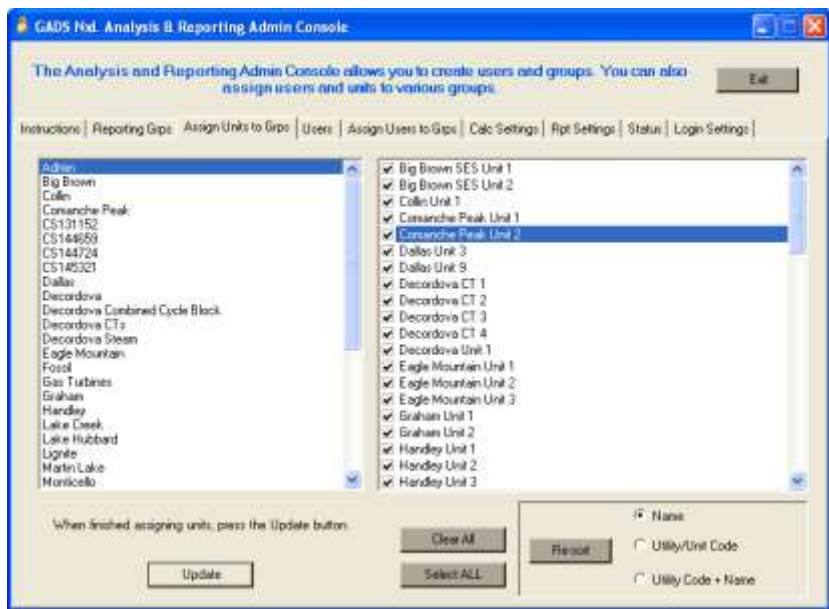 GADS NxL Analysis & Reporting Admin Console
The Analysis and Reporting Admin Console allows you to create users and groups. You can also
assign users and units to various groups.
Exit
Instructions
Reporting Grps
Assign Units to Grps
Users
Assign Users to Grps
Calc Settings
Rpt Settings
Status
Login Settings
Admin
Big Brown
Collin
Comanche Peak
CS131152
CS144659
CS144724
CS145321
Dallas
Decordova
Decordova Combined Cycle Block
Decordova CTs
Decordova Steam
Eagle Mountain
Fossil
Gas Turbines
Graham
Handley
Lake Creek
Lake Hubbard
Lignite
Martin Lake
Monticello
Big Brown SES Unit 1
Big Brown SES Unit 2
Collin Unit 1
Comanche Peak Unit 1
Comanche Peak Unit 2
Dallas Unit 3
Dallas Unit 9
Decordova CT 1
Decordova CT 2
Decordova CT 3
Decordova CT 4
Decordova Unit 1
Eagle Mountain Unit 1
Eagle Mountain Unit 2
Eagle Mountain Unit 3
Graham Unit 1
Graham Unit 2
Handley Unit 1
Handley Unit 2
Handley Unit 3
When finished assigning units, press the Update button.
Update
Clear All
Select ALL
Re-sort
Name
Utility/Unit Code
Utility Code + Name